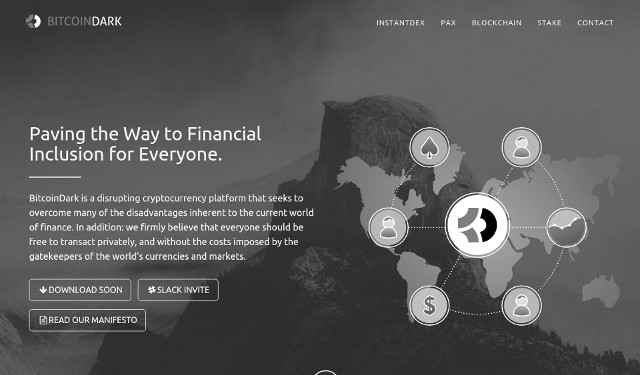 BITCOINDARK
INSTANTDEX PAX BLOCKCHAIN STAKE CONTACT
Paving the Way to Financial
Inclusion for Everyone.
BitcoinDark is a disrupting cryptocurrency platform that seeks to
overcome many of the disadvantages inherent to the current world
of finance. In addition: we firmly believe that everyone should be
free to transact privately, and without the costs imposed by the
gatekeepers of the world's currencies and markets.
DOWNLOAD SOON SLACK INVITE
READ OUR MANIFESTO
$